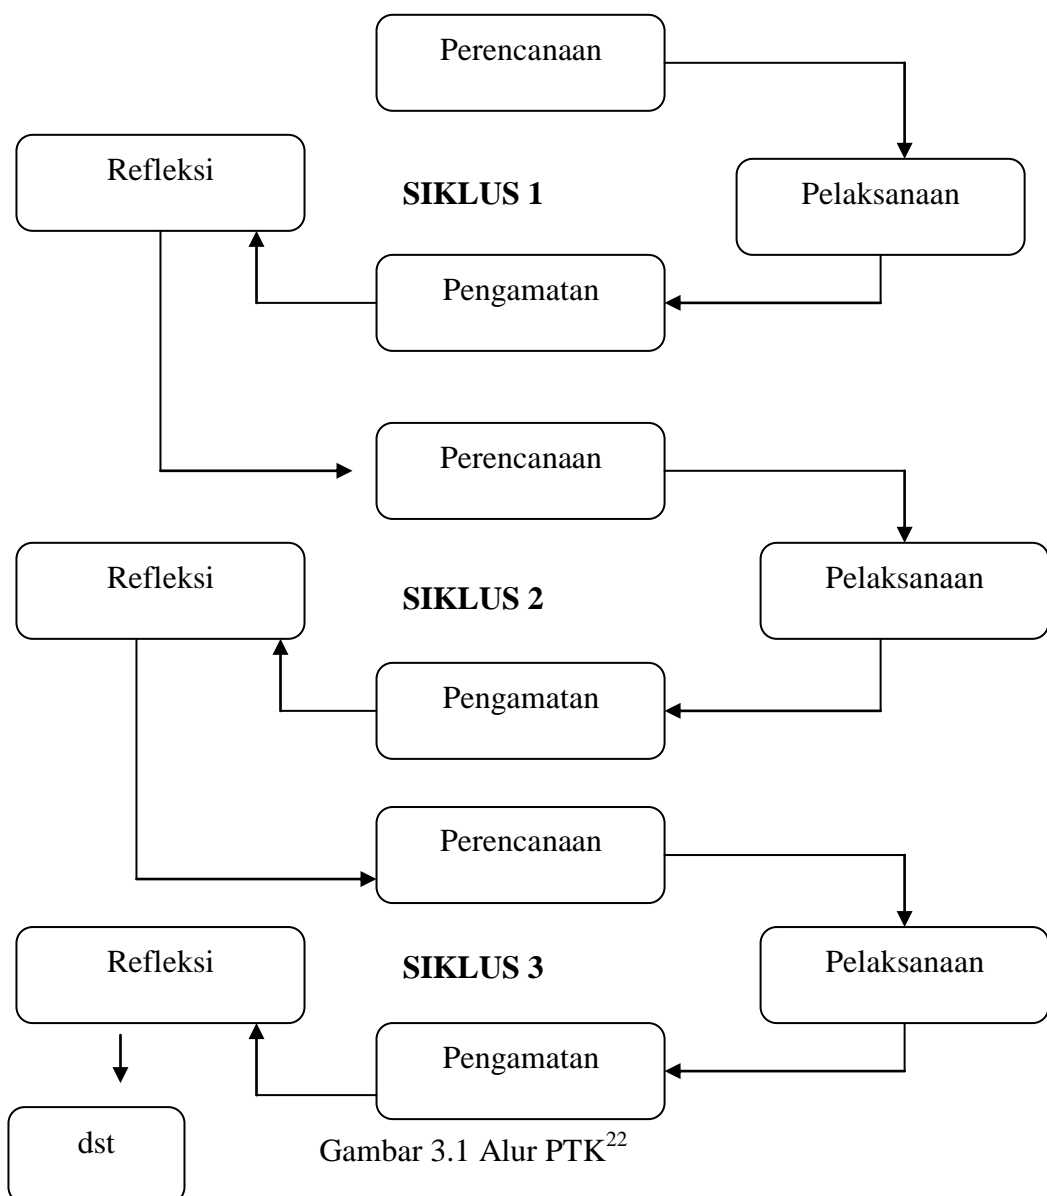 Perencanaan
Refleksi
SIKLUS 1
Pelaksanaan
Pengamatan
Perencanaan
Refleksi
SIKLUS 2
Pelaksanaan
Pengamatan
Perencanaan
Refleksi
SIKLUS 3
Pelaksanaan
Pengamatan
dst
Gambar 3.1 Alur PTK22